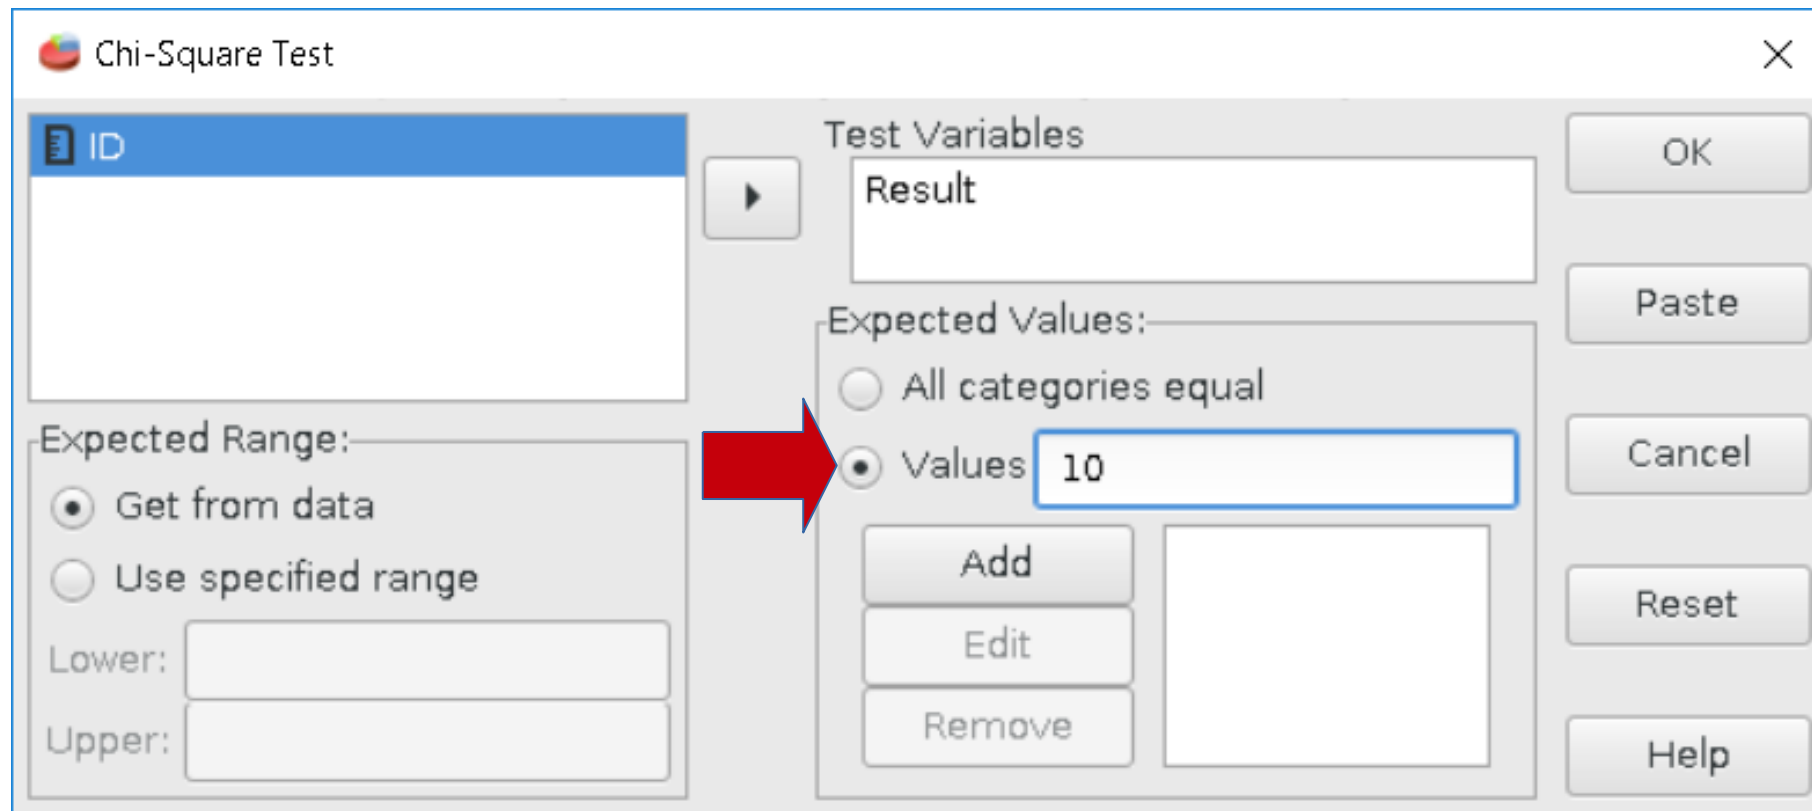 Chi-Square Test
ID
Test Variables
Result
OK
Paste
Cancel
Reset
Help
Expected Values:
All categories equal
Values 10
Add
Edit
Remove
Expected Range:
Get from data
Use specified range
Lower:
Upper: